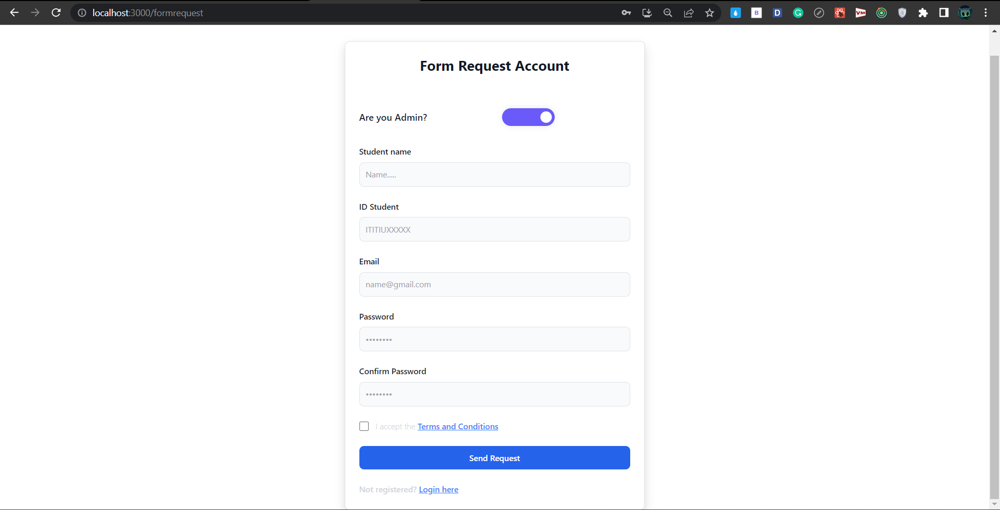 localhost:3000/formrequest
B
D
G
VM
Form Request Account
Are you Admin?
Student name
Name.....
ID Student
ITITIUXXXXX
Email
name@gmail.com
Password
••••••••
Confirm Password
••••••••
I accept the Terms and Conditions
Send Request
Not registered? Login here